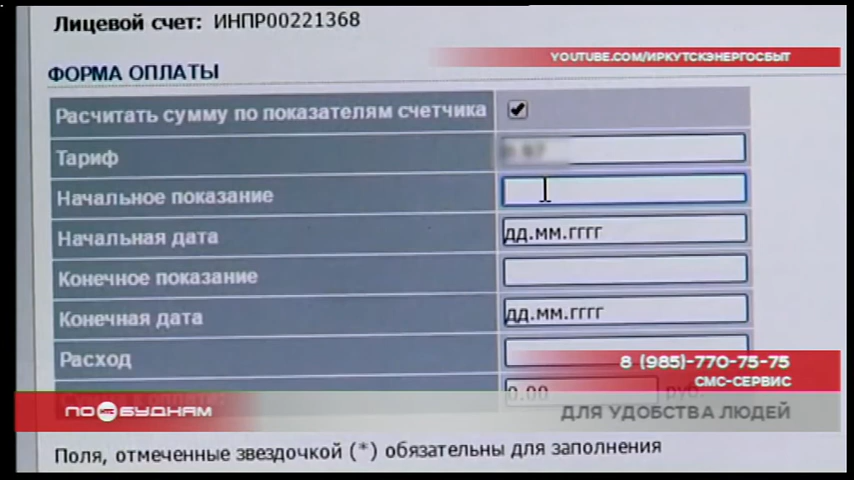 Лицевой счет: ИНПР00221368
YOUTUBE.COM/ИРКУТСКЭНЕРГОСБЫТ
ФОРМА ОПЛАТЫ
Расчитать сумму по показателям счетчика
Тариф
Начальное показание
Начальная дата дд.мм.гггг
Конечное показание
Конечная дата дд.мм.гггг
Расход
8 (985)-770-75-75
СМС-СЕРВИС
0.00 руб.
ПО БУДНЯМ
ДЛЯ УДОБСТВА ЛЮДЕЙ
Поля, отмеченные звездочкой (*) обязательны для заполнения